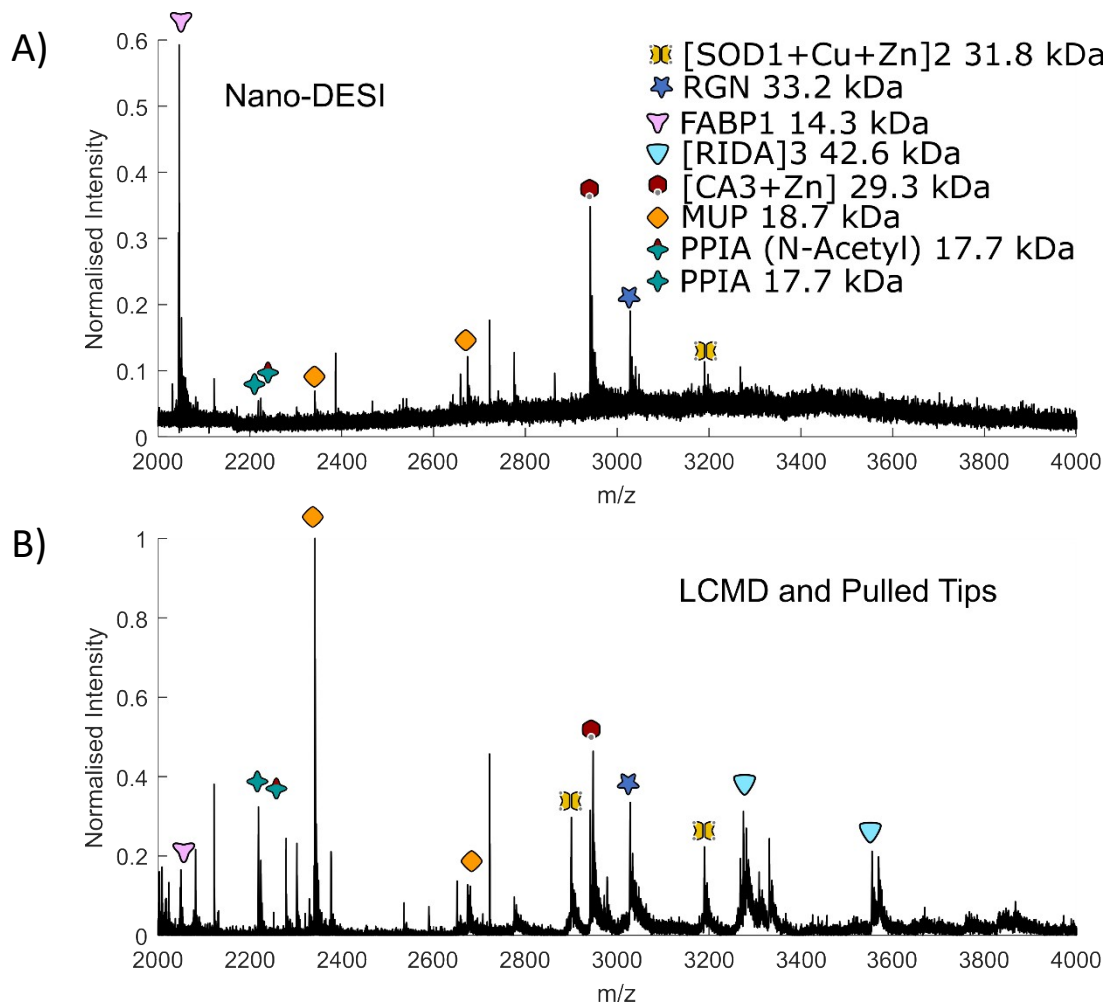 A)
Nano-DESI
[SOD1+Cu+Zn]2 31.8 kDa
RGN 33.2 kDa
FABP1 14.3 kDa
[RIDA]3 42.6 kDa
[CA3+Zn] 29.3 kDa
MUP 18.7 kDa
PPIA (N-Acetyl) 17.7 kDa
PPIA 17.7 kDa
Normalised Intensity
0.6
0.5
0.4
0.3
0.2
0.1
0
2000 2200 2400 2600 2800 3000 3200 3400 3600 3800 4000
m/z
B)
LCMD and Pulled Tips
Normalised Intensity
1
0.8
0.6
0.4
0.2
0
2000 2200 2400 2600 2800 3000 3200 3400 3600 3800 4000
m/z